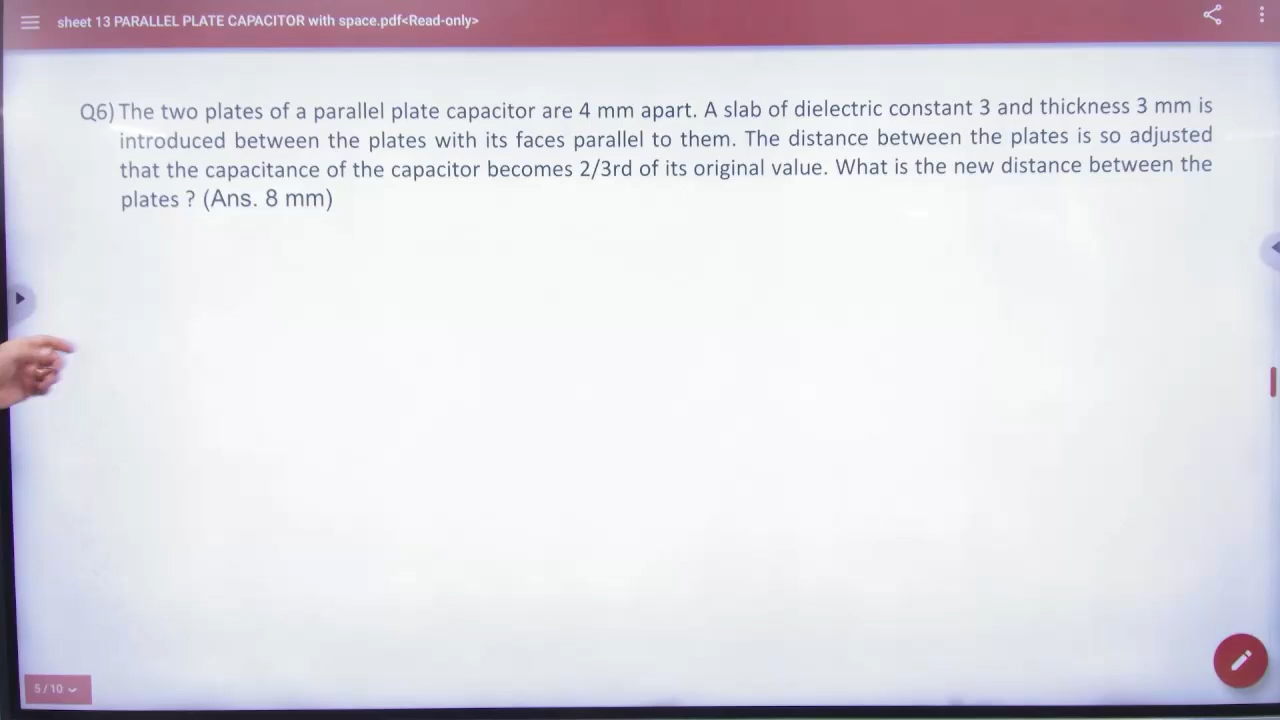 sheet 13 PARALLEL PLATE CAPACITOR with space.pdf<Read-only>
Q6) The two plates of a parallel plate capacitor are 4 mm apart. A slab of dielectric constant 3 and thickness 3 mm is
introduced between the plates with its faces parallel to them. The distance between the plates is so adjusted
that the capacitance of the capacitor becomes 2/3rd of its original value. What is the new distance between the
plates ? (Ans. 8 mm)
5 / 10